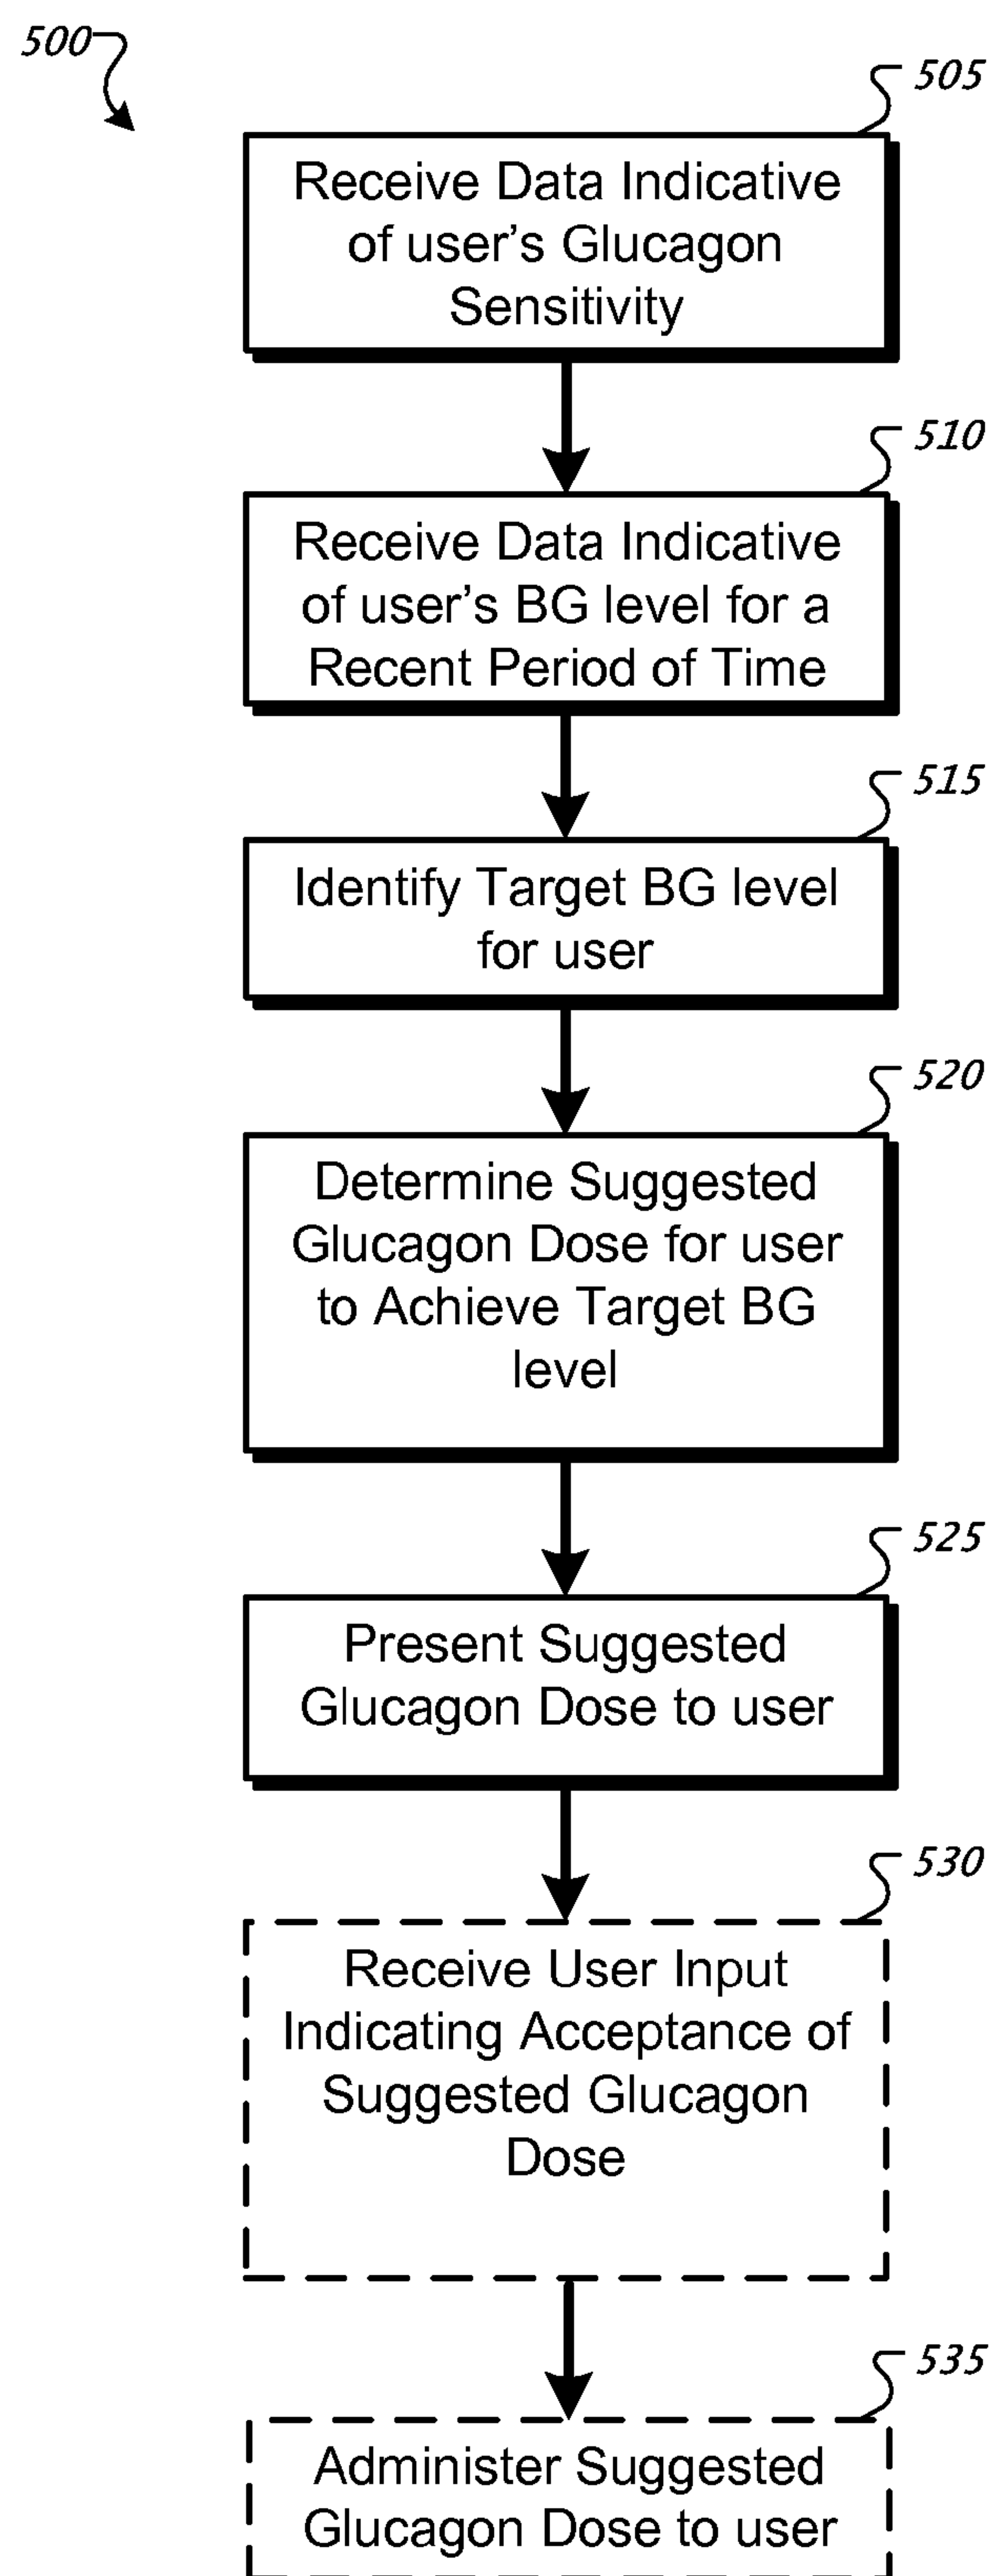 500
505
Receive Data Indicative
of user's Glucagon
Sensitivity
510
Receive Data Indicative
of user's BG level for a
Recent Period of Time
515
Identify Target BG level
for user
520
Determine Suggested
Glucagon Dose for user
to Achieve Target BG
level
525
Present Suggested
Glucagon Dose to user
530
Receive User Input
Indicating Acceptance of
Suggested Glucagon
Dose
535
Administer Suggested
Glucagon Dose to user